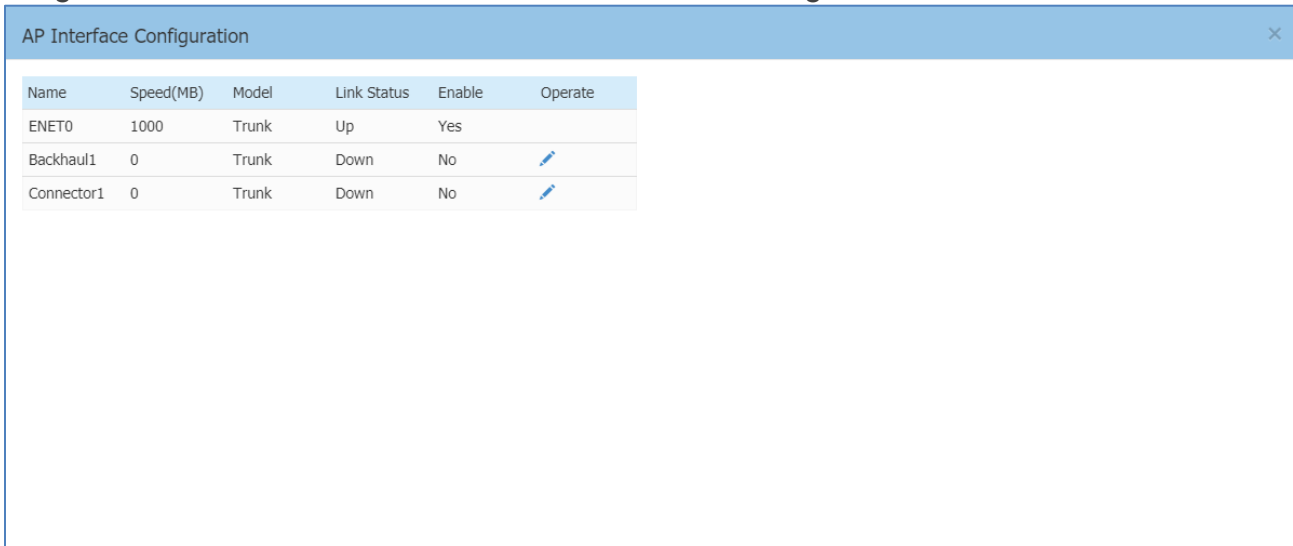 AP Interface Configuration
Name Speed(MB) Model Link Status Enable Operate
ENET0 1000 Trunk Up Yes
Backhaul1 0 Trunk Down No
Connector1 0 Trunk Down No